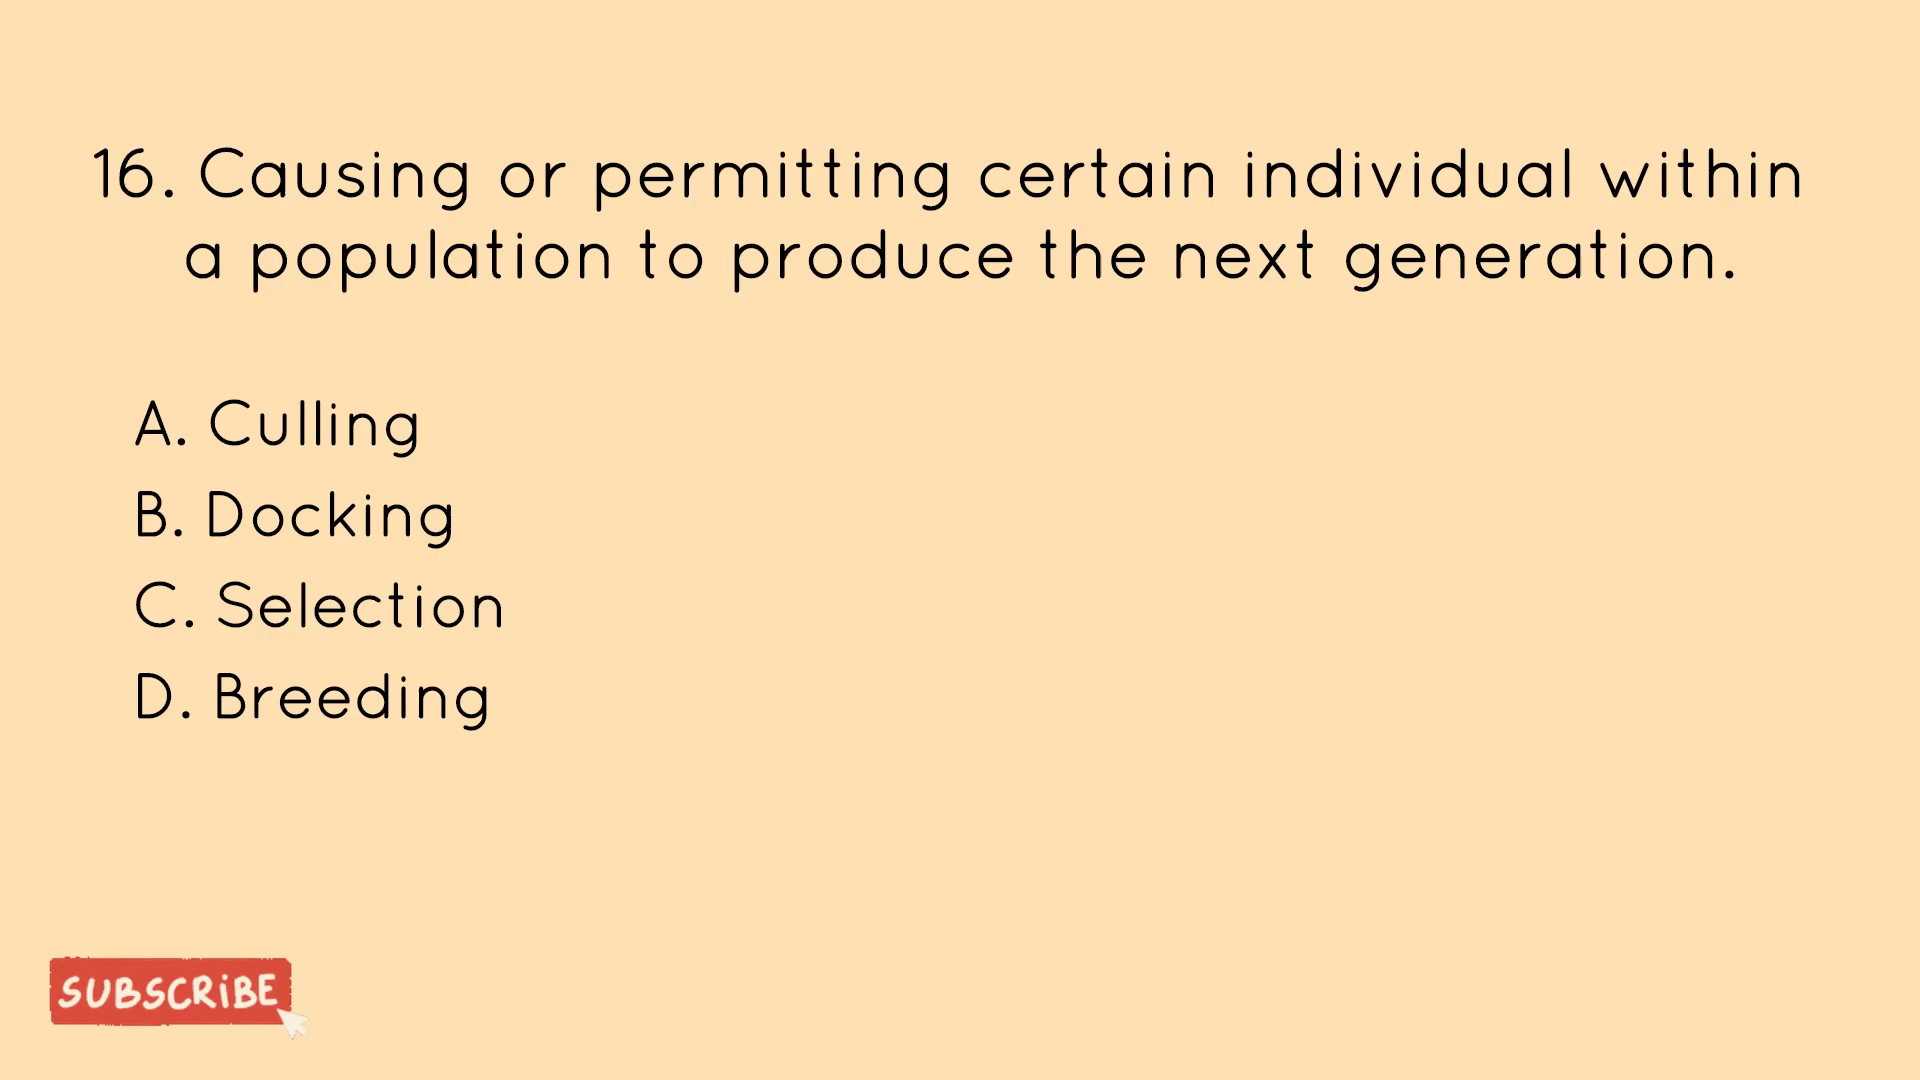 16. Causing or permitting certain individual within
a population to produce the next generation.
A. Culling
B. Docking
C. Selection
D. Breeding
SUBSCRiBE